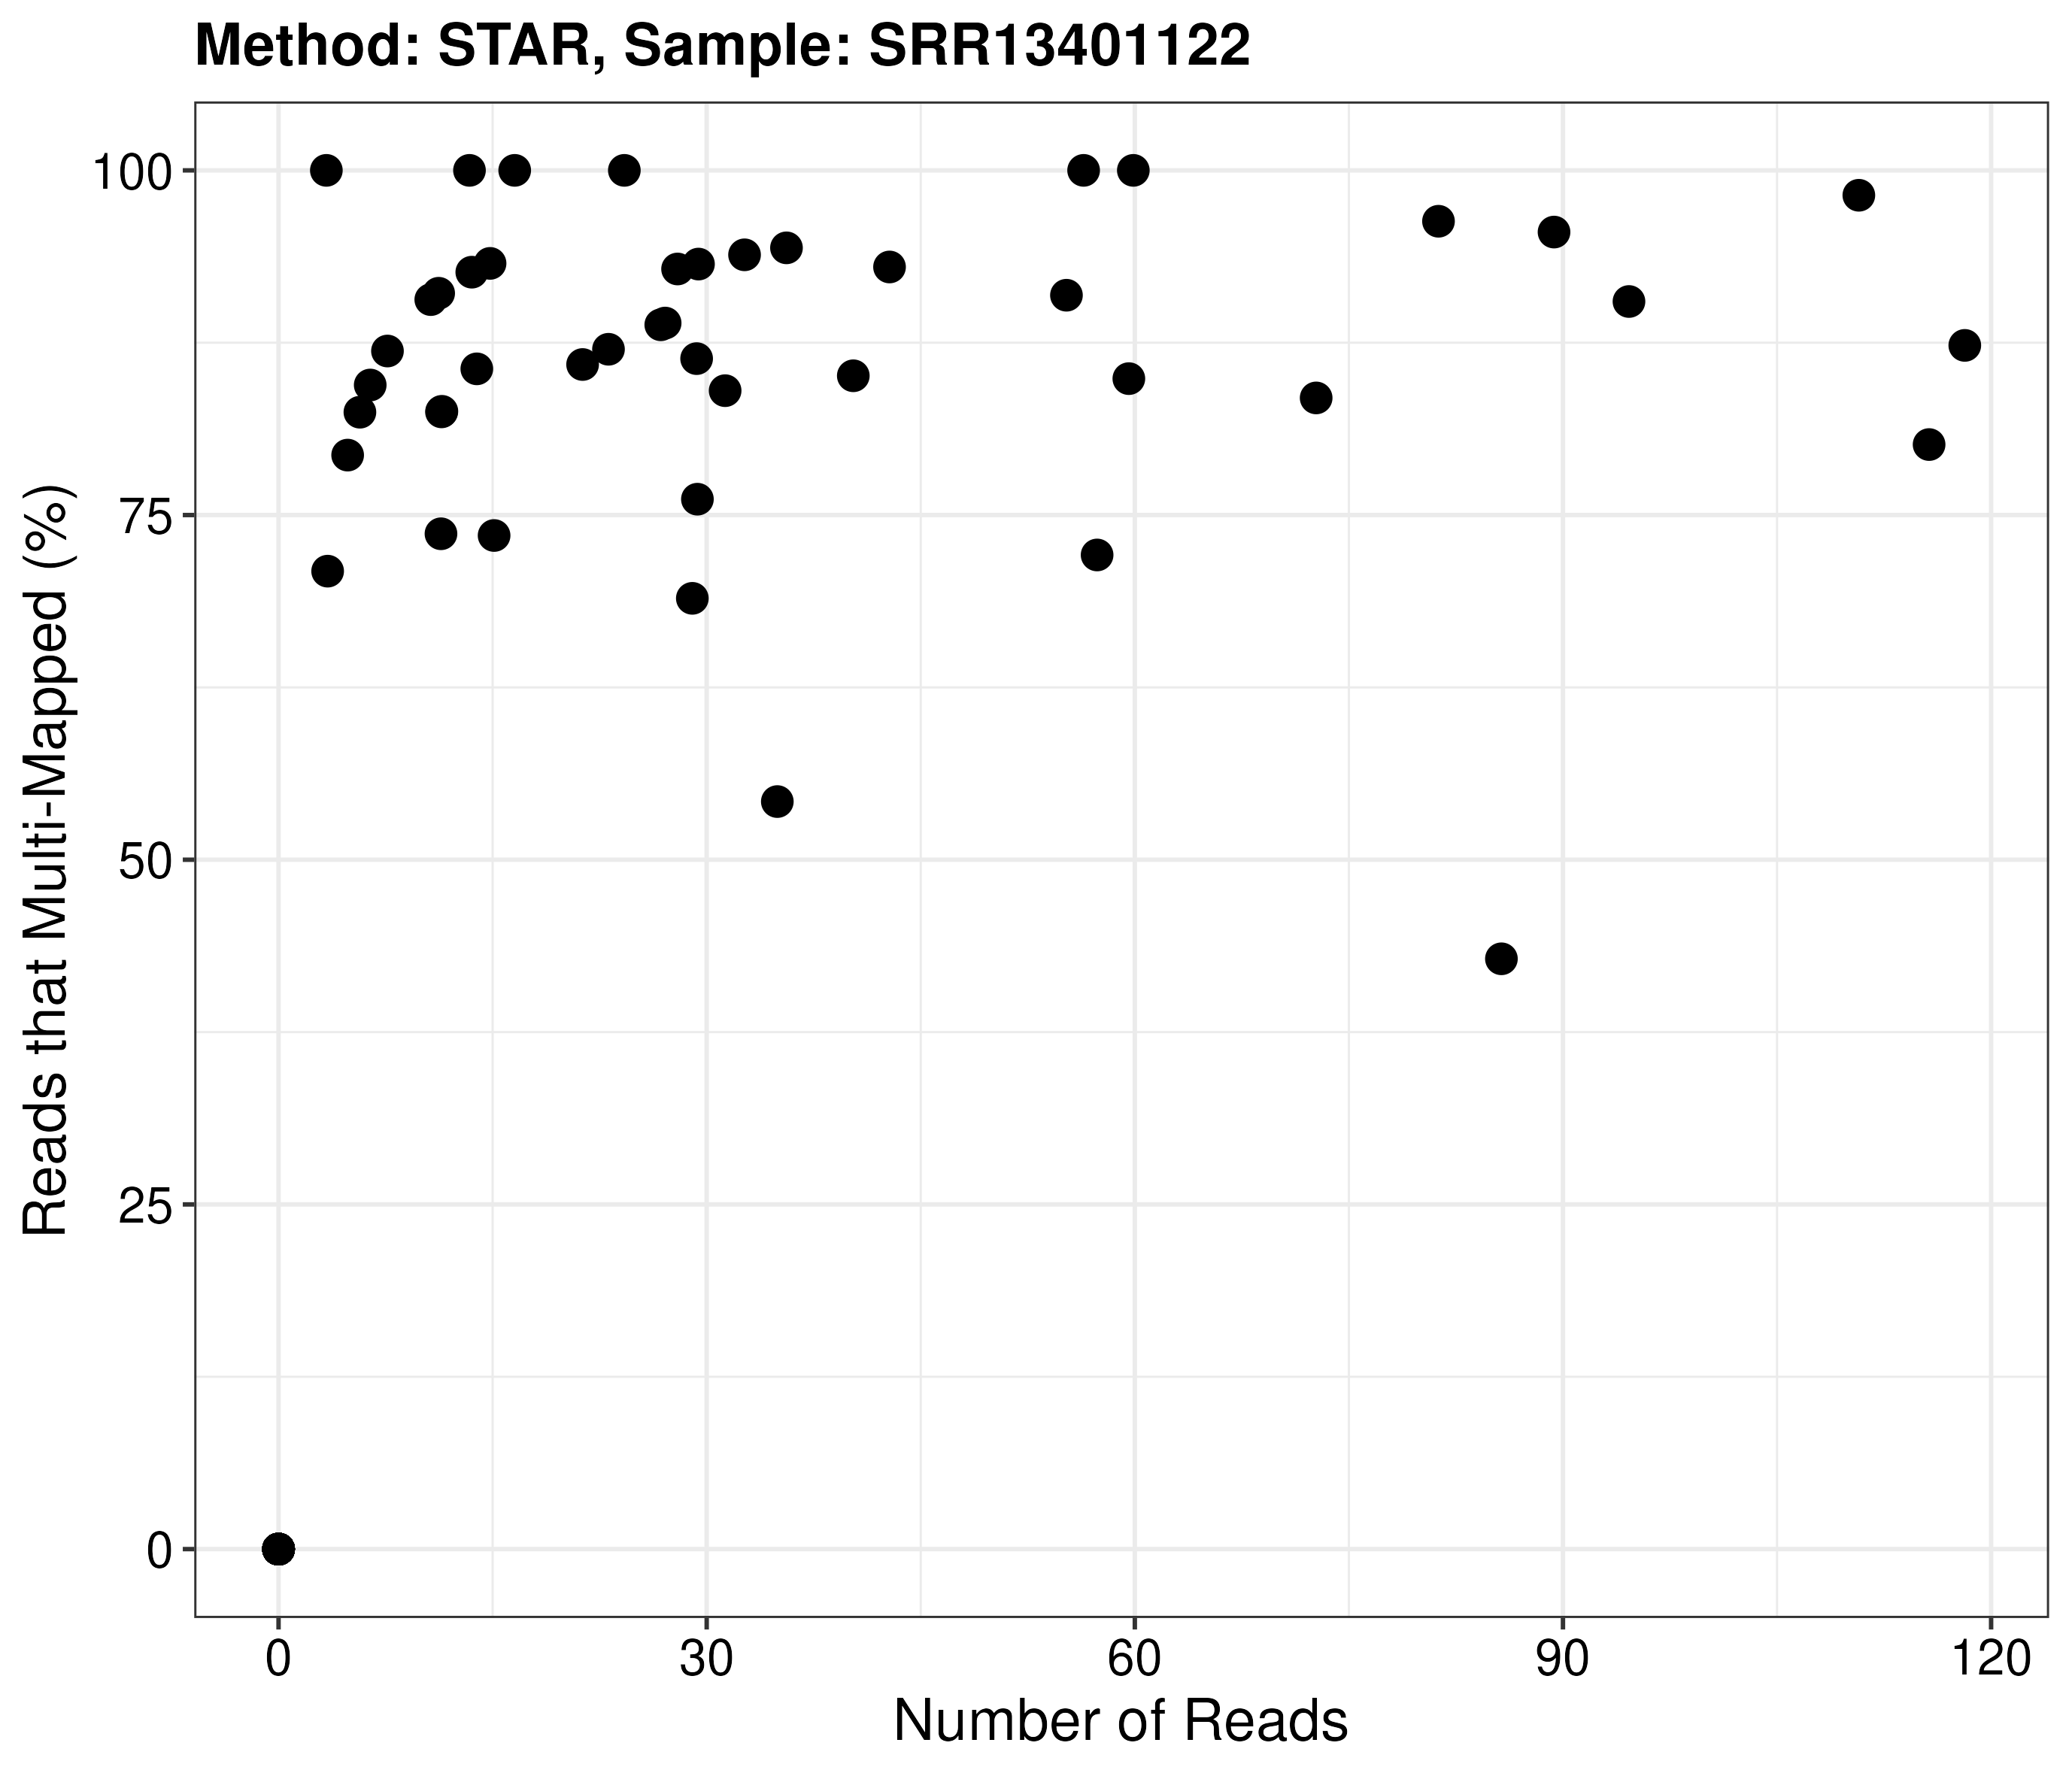 Method: STAR, Sample: SRR13401122
Reads that Multi-Mapped (%)
100
75
50
25
0
0 30 60 90 120
Number of Reads